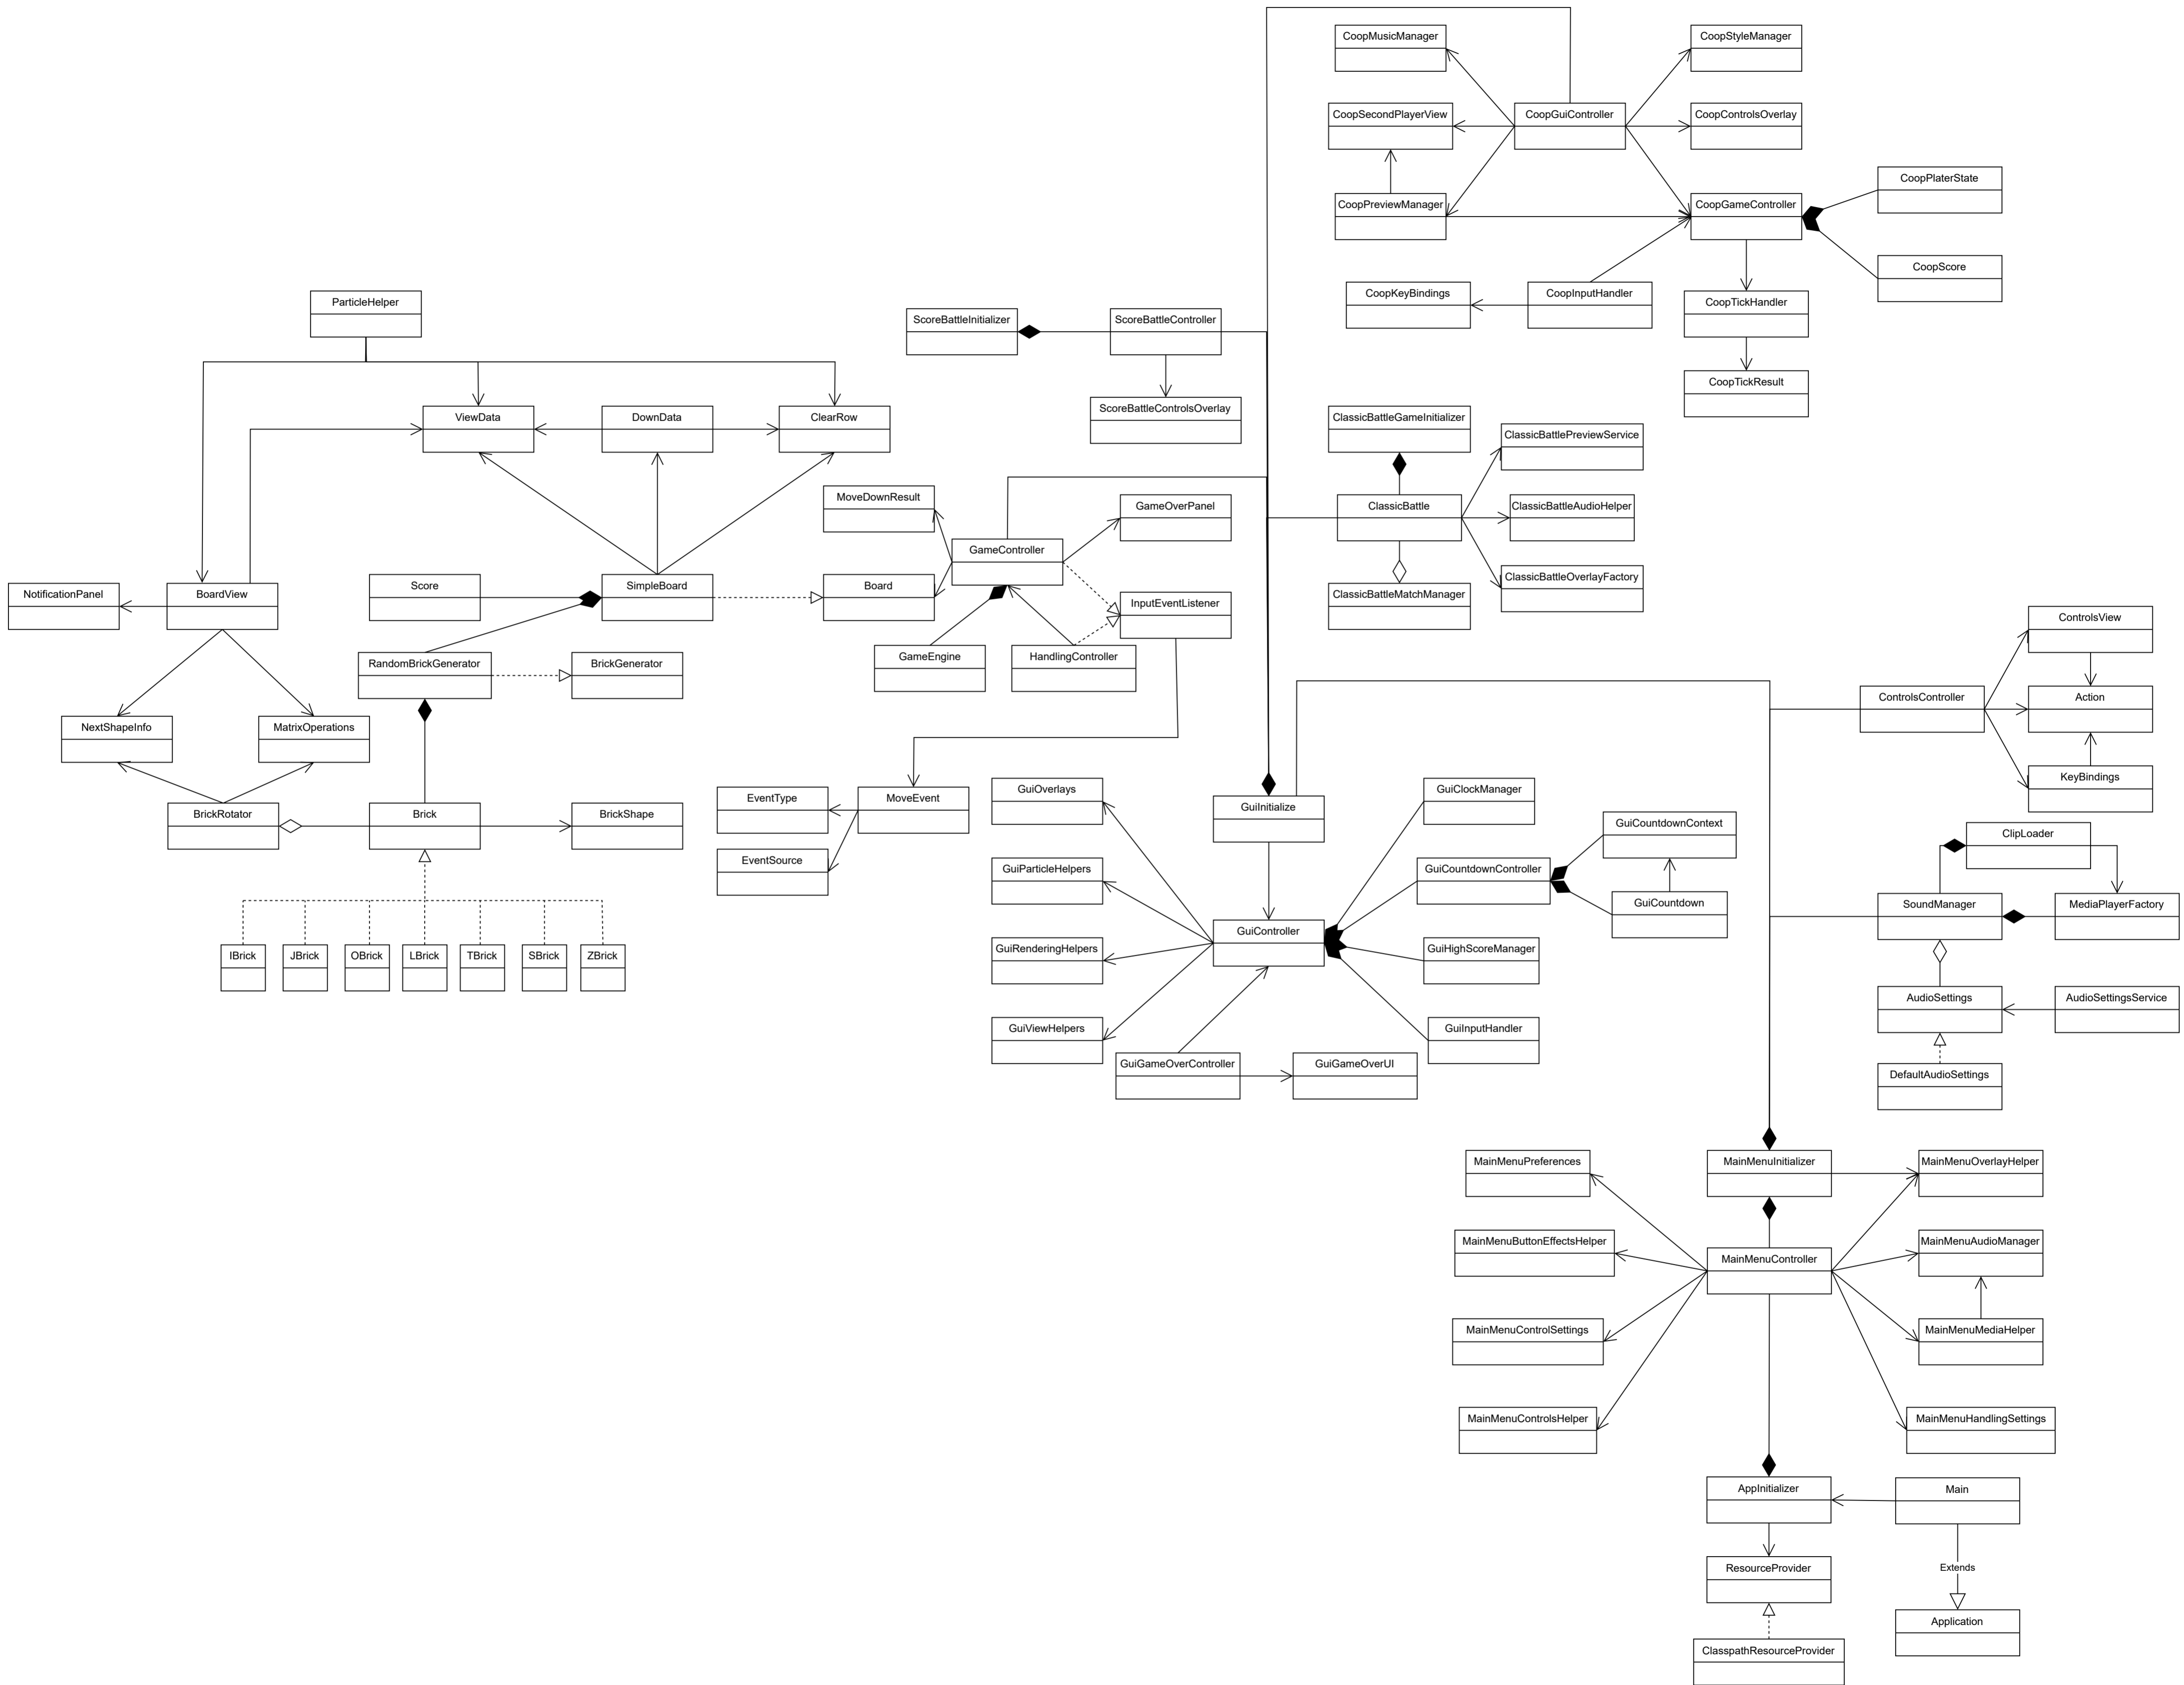 CoopMusicManager
CoopStyleManager
CoopSecondPlayerView
CoopGuiController
CoopControlsOverlay
CoopPlaterState
CoopPreviewManager
CoopGameController
CoopScore
CoopKeyBindings
CoopInputHandler
CoopTickHandler
CoopTickResult
ParticleHelper
ScoreBattleInitializer
ScoreBattleController
ScoreBattleControlsOverlay
ViewData
DownData
ClearRow
ClassicBattleGameInitializer
ClassicBattlePreviewService
MoveDownResult
GameOverPanel
ClassicBattle
ClassicBattleAudioHelper
GameController
NotificationPanel
BoardView
Score
SimpleBoard
Board
InputEventListener
ClassicBattleMatchManager
ClassicBattleOverlayFactory
ControlsView
RandomBrickGenerator
BrickGenerator
GameEngine
HandlingController
ControlsController
Action
NextShapeInfo
MatrixOperations
KeyBindings
EventType
MoveEvent
GuiOverlays
GuiInitialize
GuiClockManager
BrickRotator
Brick
BrickShape
GuiCountdownContext
ClipLoader
EventSource
GuiParticleHelpers
GuiCountdownController
GuiCountdown
SoundManager
MediaPlayerFactory
GuiController
IBrick
JBrick
OBrick
LBrick
TBrick
SBrick
ZBrick
GuiRenderingHelpers
GuiHighScoreManager
AudioSettings
AudioSettingsService
GuiViewHelpers
GuiInputHandler
GuiGameOverController
GuiGameOverUI
DefaultAudioSettings
MainMenuPreferences
MainMenuInitializer
MainMenuOverlayHelper
MainMenuButtonEffectsHelper
MainMenuController
MainMenuAudioManager
MainMenuControlSettings
MainMenuMediaHelper
MainMenuControlsHelper
MainMenuHandlingSettings
AppInitializer
Main
ResourceProvider
Extends
Application
ClasspathResourceProvider